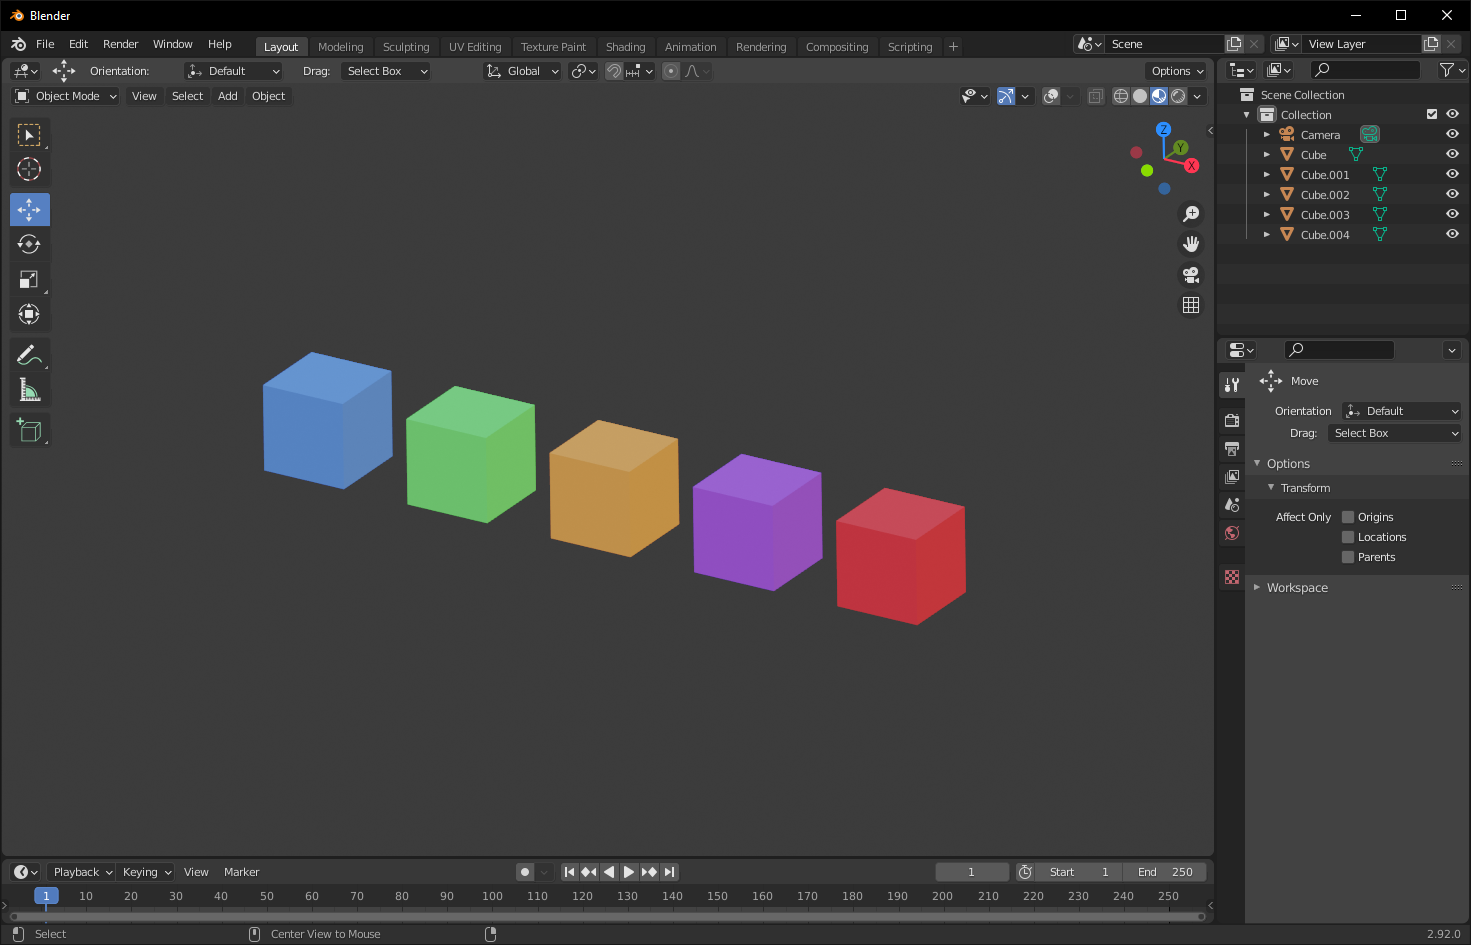 Blender
File Edit Render Window Help Layout Modeling Sculpting UV Editing Texture Paint Shading Animation Rendering Compositing Scripting + Scene View Layer
Orientation: Default Drag: Select Box Global Options
Object Mode View Select Add Object
Z
Y
X
Scene Collection
Collection
Camera
Cube
Cube.001
Cube.002
Cube.003
Cube.004
Move
Orientation Default
Drag: Select Box
Options
Transform
Affect Only Origins
Locations
Parents
Workspace
Playback Keying View Marker 1 Start 1 End 250
1 10 20 30 40 50 60 70 80 90 100 110 120 130 140 150 160 170 180 190 200 210 220 230 240 250
Select Center View to Mouse 2.92.0